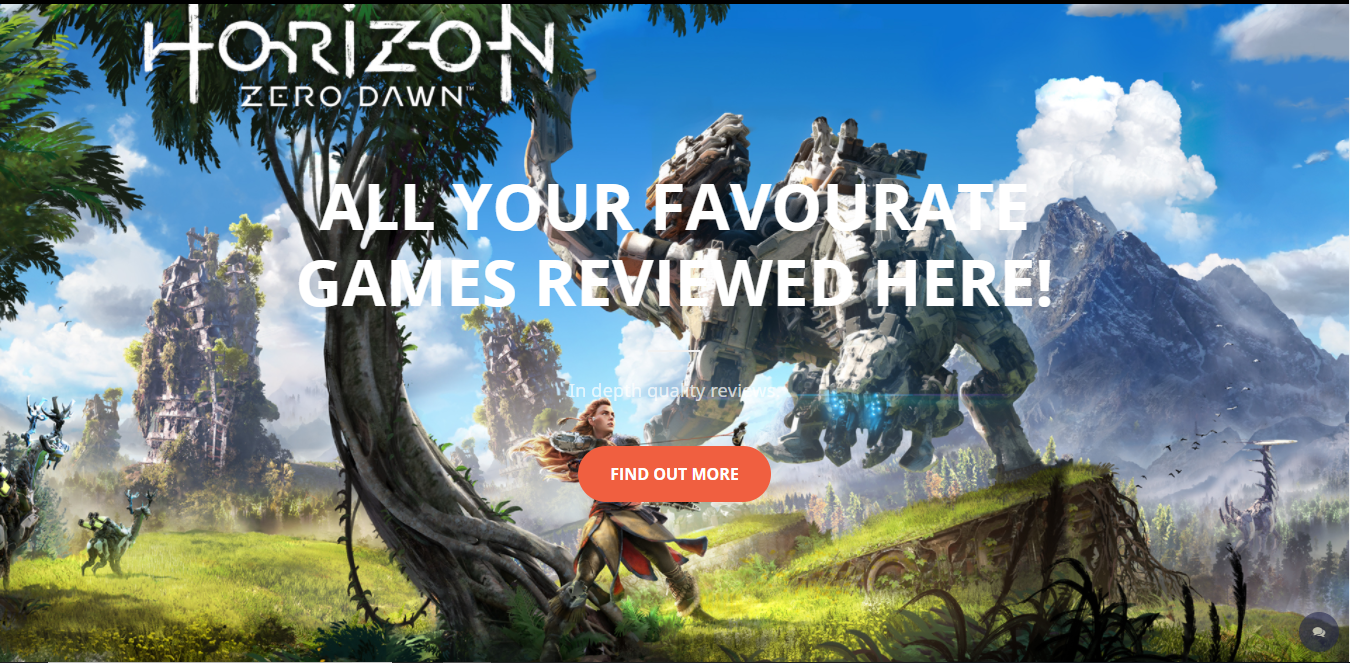 HORIZON
ZERO DAWN™
ALL YOUR FAVOURATE
GAMES REVIEWED HERE!
In depth quality reviews
FIND OUT MORE